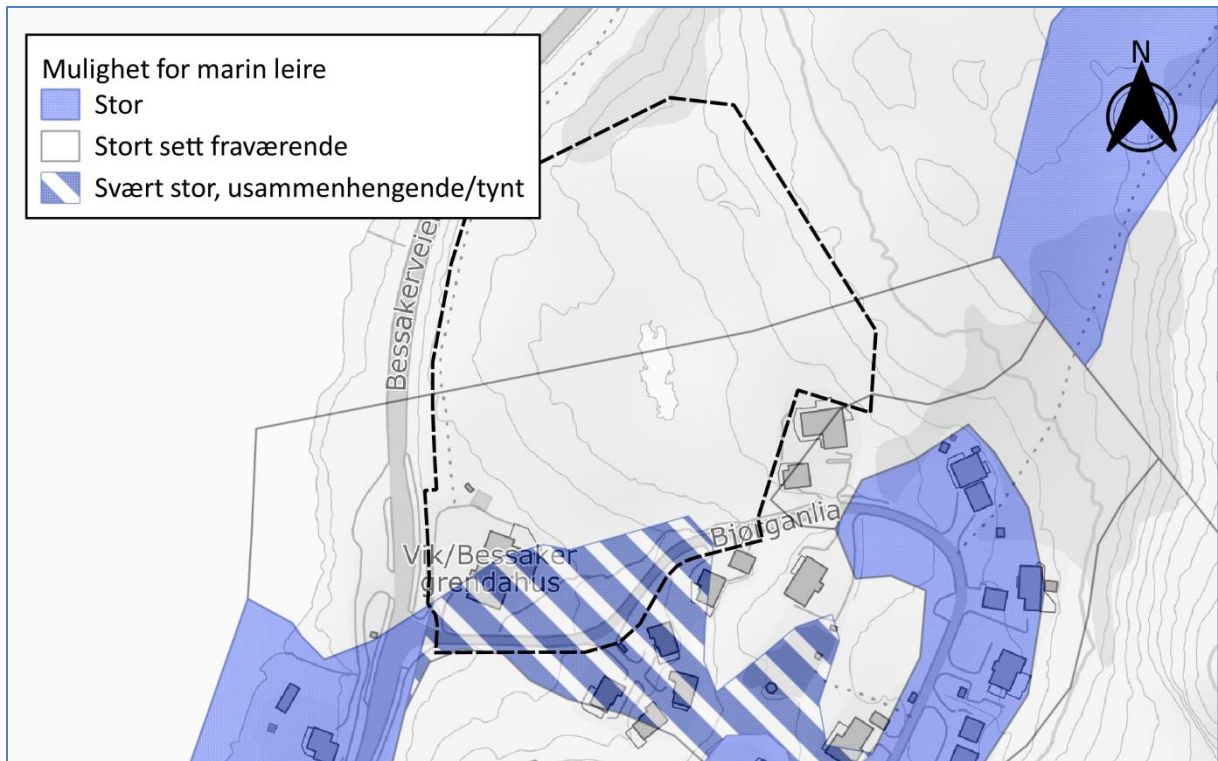 Mulighet for marin leire
Stor
Stort sett fraværende
Svært stor, usammenhengende/tynt
N
Bessakerveien
Bjørganlia
Vik/Bessaker
grendahus